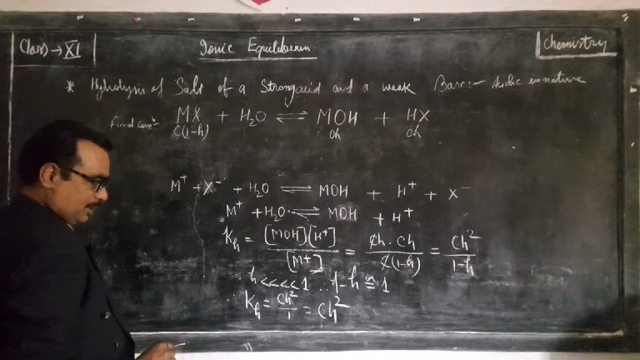 Class → XI
Ionic Equilibrium
Chemistry
* Hydrolysis of Salt of a Strong acid and a weak Base:- Acidic in nature
MX + H₂O ⇌ MOH + HX
Final concⁿ C(1-h) ch ch
M⁺ + X⁻ + H₂O ⇌ MOH + H⁺ + X⁻
M⁺ + H₂O ⇌ MOH + H⁺
Kh = [MOH][H⁺] / [M⁺] = ch · ch / c(1-h) = ch² / 1-h
h <<<< 1 ∴ 1-h ≅ 1
∴ Kh = ch² / 1 = ch²